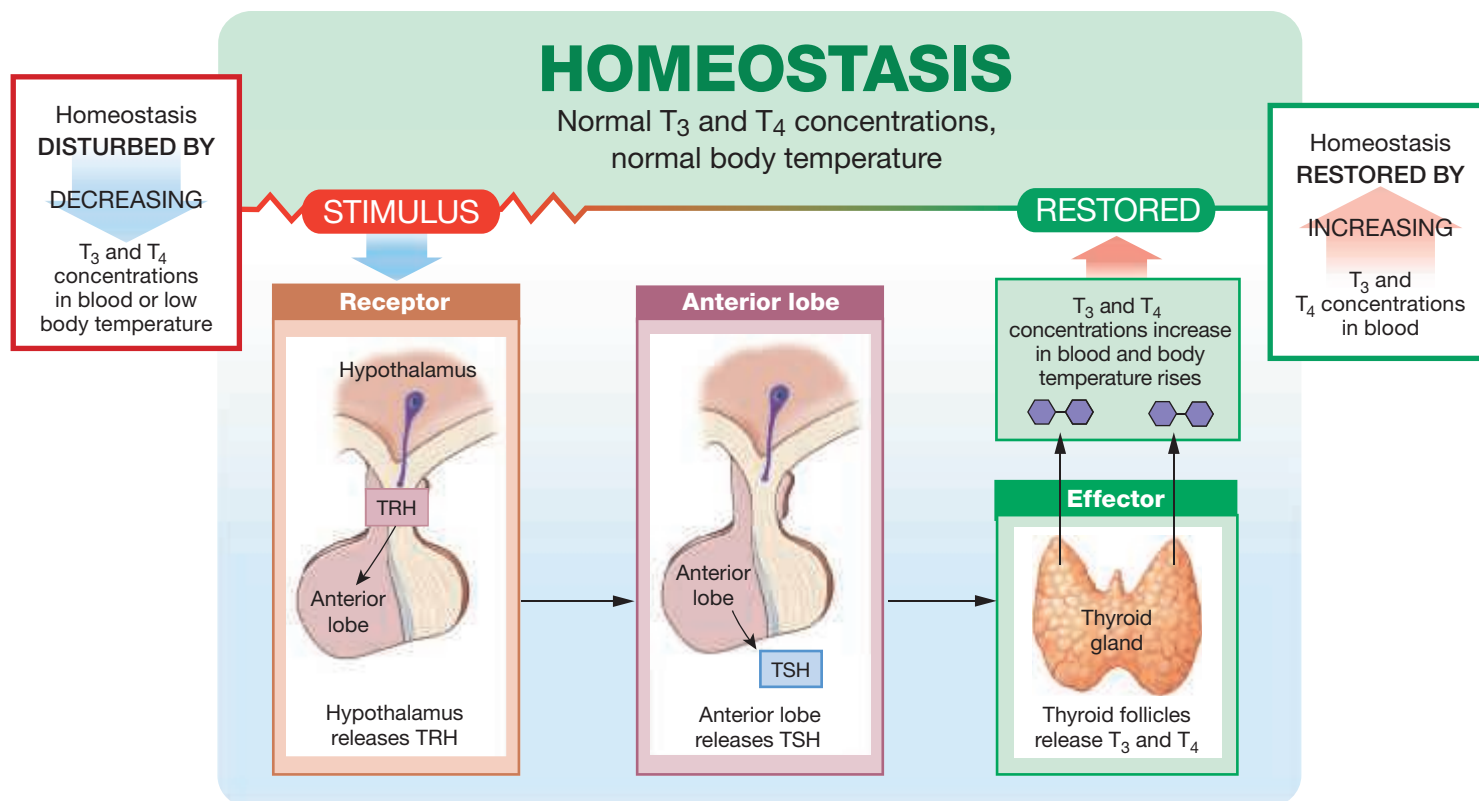 HOMEOSTASIS
Normal T₃ and T₄ concentrations,
normal body temperature
Homeostasis
DISTURBED BY
DECREASING
T₃ and T₄
concentrations
in blood or low
body temperature
STIMULUS
RESTORED
Homeostasis
RESTORED BY
INCREASING
T₃ and
T₄ concentrations
in blood
Receptor
Hypothalamus
TRH
Anterior
lobe
Hypothalamus
releases TRH
Anterior lobe
Anterior
lobe
TSH
Anterior lobe
releases TSH
T₃ and T₄
concentrations increase
in blood and body
temperature rises
Effector
Thyroid
gland
Thyroid follicles
release T₃ and T₄